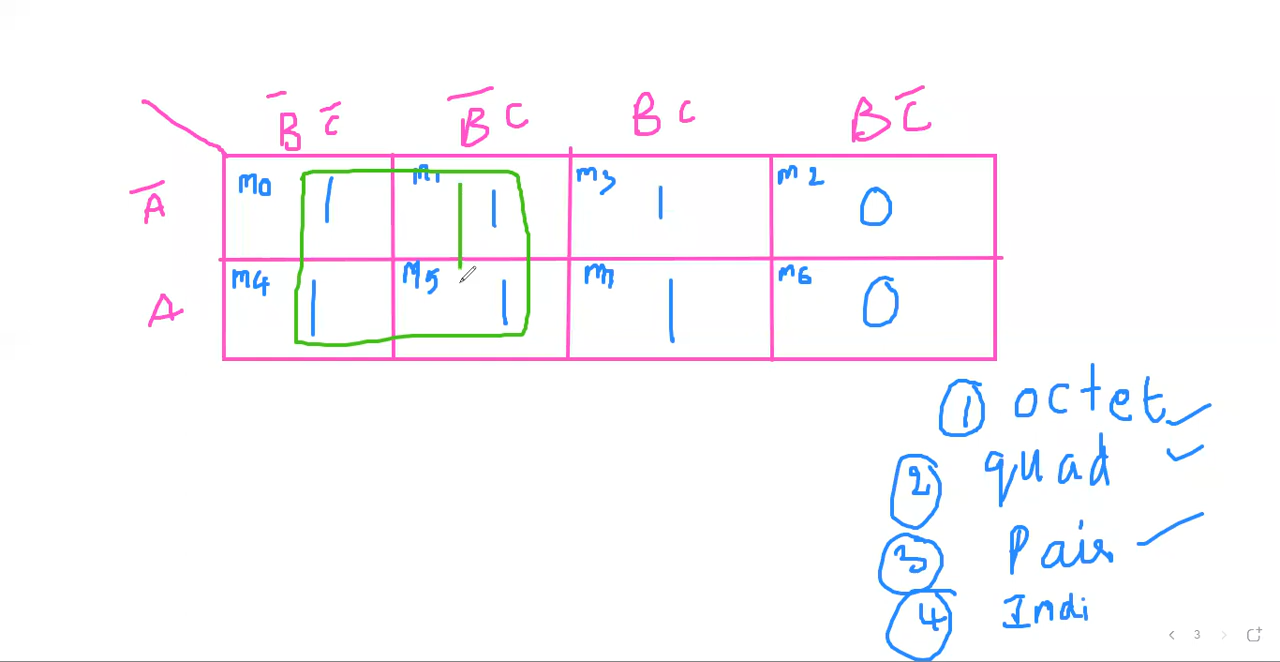 B̅ C̅ B̅ C B C B C̅
A̅ m0 1 m1 1 m3 1 m2 0
A m4 1 m5 1 m7 1 m6 0
1 octet
2 quad
3 Pair
4 Indi
3